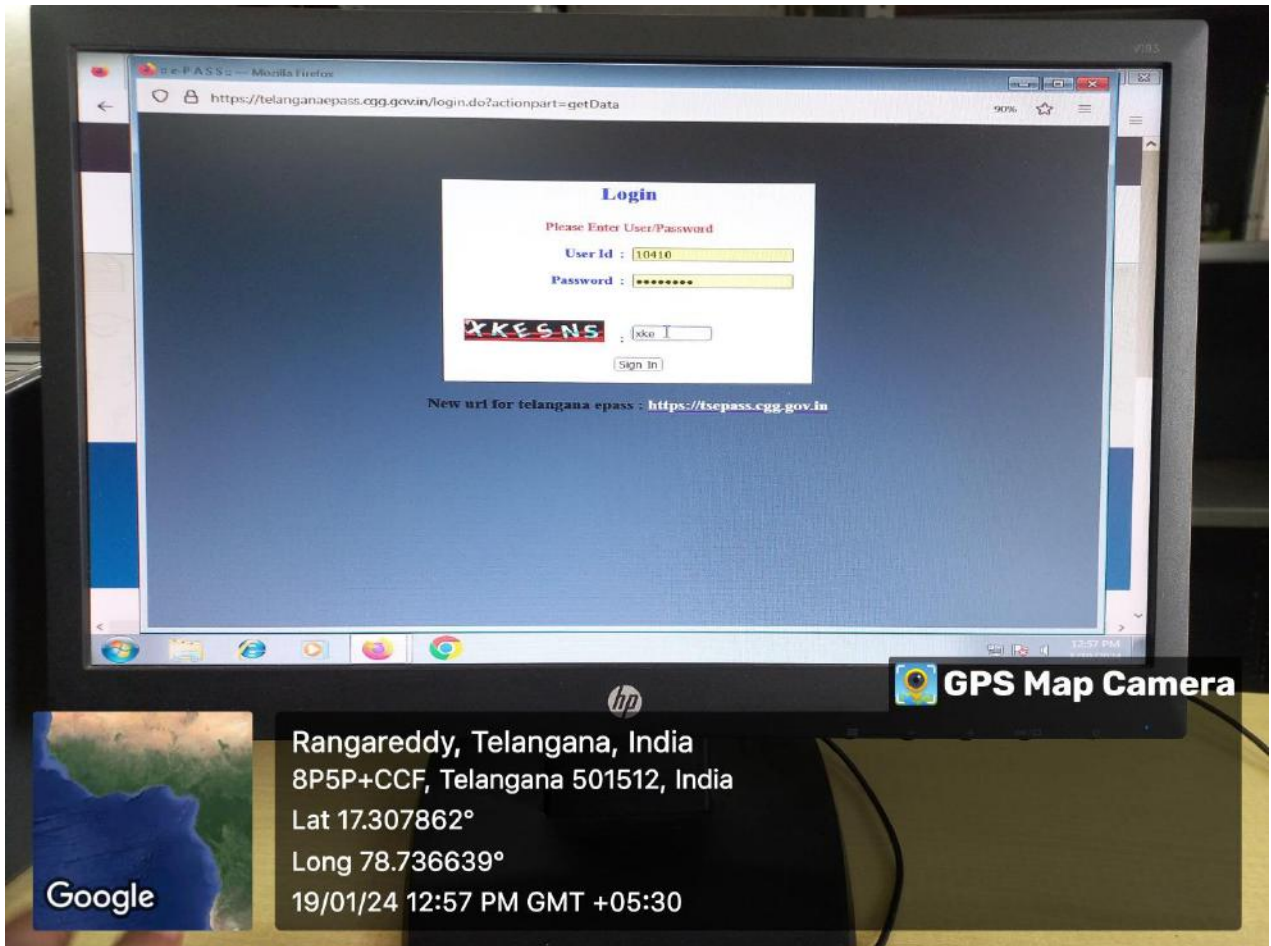 :: e-PASS :: — Mozilla Firefox
https://telanganaepass.cgg.gov.in/login.do?actionpart=getData
90%
Login
Please Enter User/Password
User Id : 10410
Password : ••••••••
XKESNS : xke
Sign In
New url for telangana epass : https://tsepass.cgg.gov.in
12:57 PM
hp
GPS Map Camera
Rangareddy, Telangana, India
8P5P+CCF, Telangana 501512, India
Lat 17.307862°
Long 78.736639°
19/01/24 12:57 PM GMT +05:30
Google